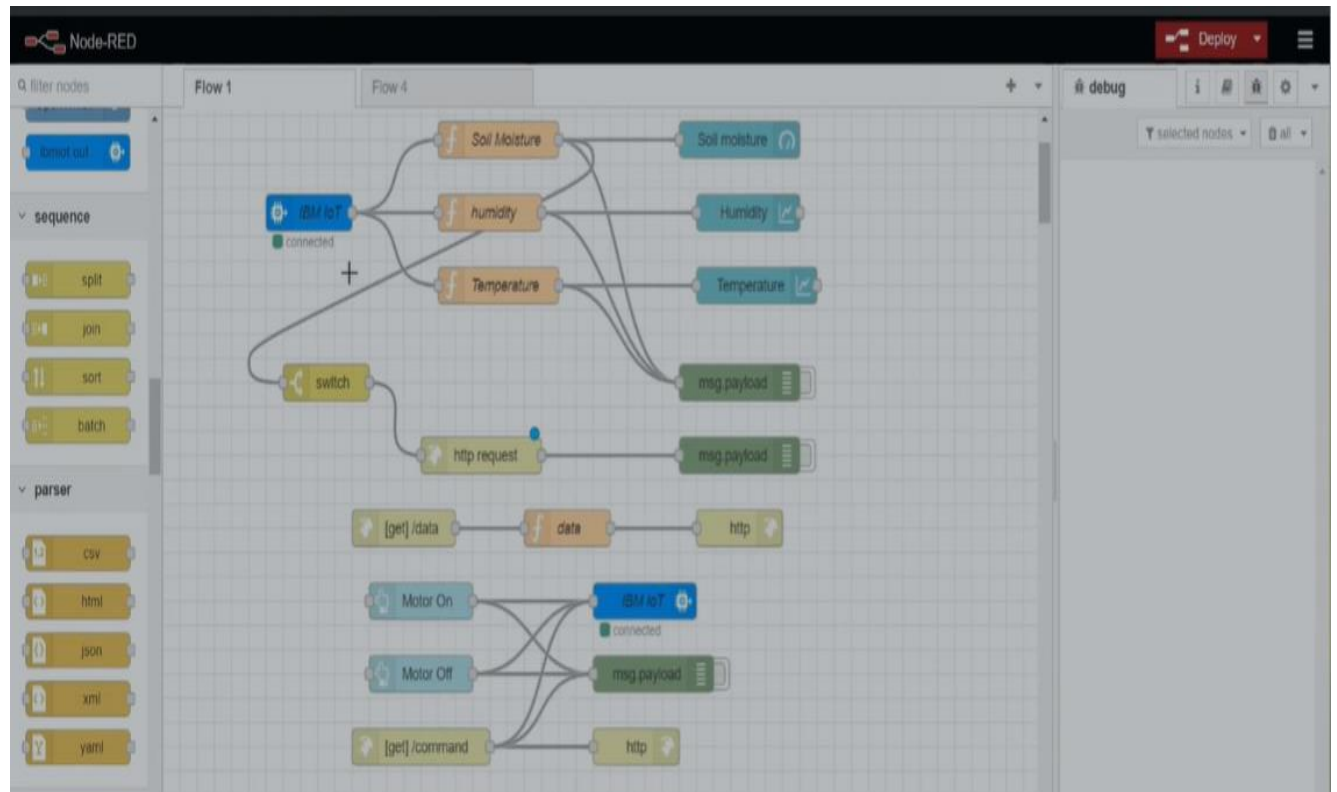 Node-RED
Deploy
filter nodes
Flow 1
Flow 4
debug
selected nodes
all
ibmiot out
sequence
split
join
sort
batch
parser
csv
html
json
xml
yaml
IBM IoT
connected
Soil Moisture
humidity
Temperature
Soil moisture
Humidity
Temperature
switch
msg.payload
http request
msg.payload
[get] /data
data
http
Motor On
IBM IoT
connected
Motor Off
msg.payload
[get] /command
http